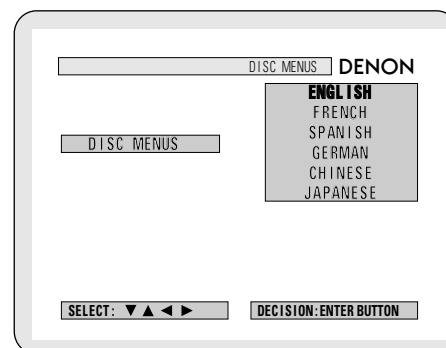 DISC MENUS DENON
ENGLISH
FRENCH
SPANISH
DISC MENUS
GERMAN
CHINESE
JAPANESE
SELECT: ▼ ▲ ◀ ▶ DECISION:ENTER BUTTON